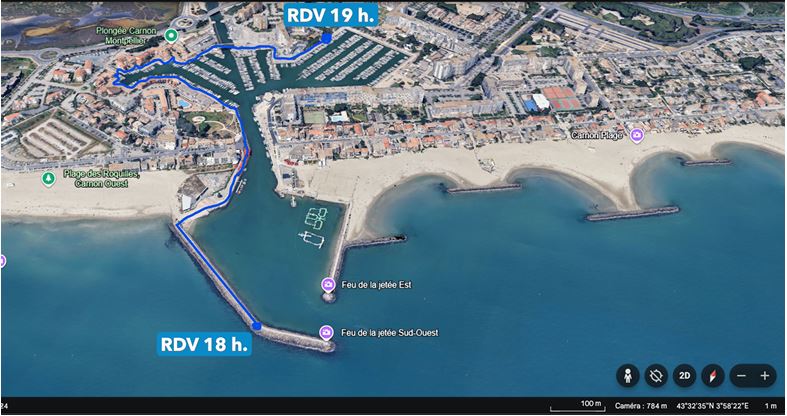 RDV 19 h.
Plongée Carnon
Montpellier
Carnon Plage
Plage des Roquilles,
Carnon Ouest
Feu de la jetée Est
Feu de la jetée Sud-Ouest
RDV 18 h.
2D
24
100 m
Caméra : 784 m
43°32'35"N 3°58'22"E
1 m